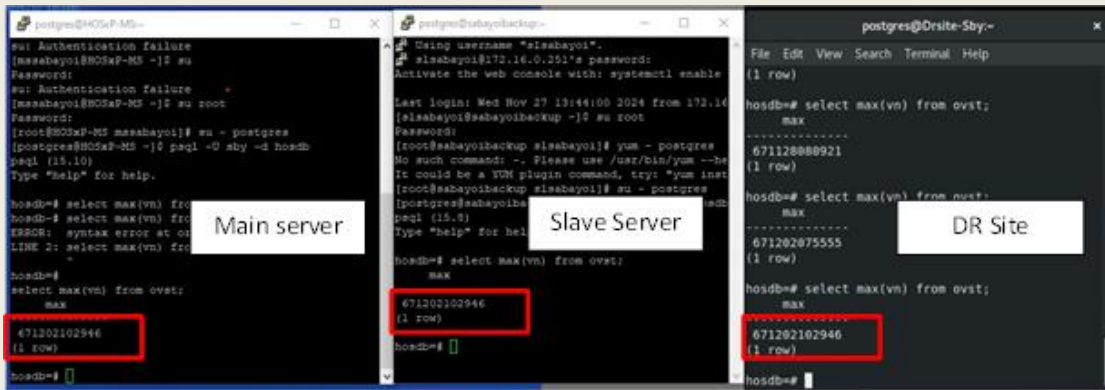 postgres@HOSxP-MS:~
su: Authentication failure
[masabayoi@HOSxP-MS ~]$ su
Password:
su: Authentication failure
[masabayoi@HOSxP-MS ~]$ su root
Password:
[root@HOSxP-MS masabayoi]# su - postgres
[postgres@HOSxP-MS ~]$ psql -U sby -d hosdb
psql (15.10)
Type "help" for help.
hosdb=# select max(vn) fro
hosdb-# select max(vn) fro
ERROR: syntax error at or
LINE 2: select max(vn) fro
^
hosdb=#
select max(vn) from ovst;
max
--------------
671202102946
(1 row)
hosdb=#
Main server
postgres@sabayoibackup:~
Using username "slsabayoi".
slsabayoi@172.16.0.251's password:
Activate the web console with: systemctl enable
Last login: Wed Nov 27 13:44:00 2024 from 172.16
[slsabayoi@sabayoibackup ~]$ su root
Password:
[root@sabayoibackup slsabayoi]# yum - postgres
No such command: -. Please use /usr/bin/yum --he
It could be a YUM plugin command, try: "yum inst
[root@sabayoibackup slsabayoi]# su - postgres
[postgres@sabayoiba
osdb
psql (15.8)
Type "help" for hel
hosdb=# select max(vn) from ovst;
max
671202102946
(1 row)
hosdb=#
Slave Server
postgres@Drsite-Sby:~
File Edit View Search Terminal Help
(1 row)
hosdb=# select max(vn) from ovst;
max
--------------
671128080921
(1 row)
hosdb=# select max(vn) from ovst;
max
--------------
671202075555
(1 row)
hosdb=# select max(vn) from ovst;
max
--------------
671202102946
(1 row)
hosdb=#
DR Site